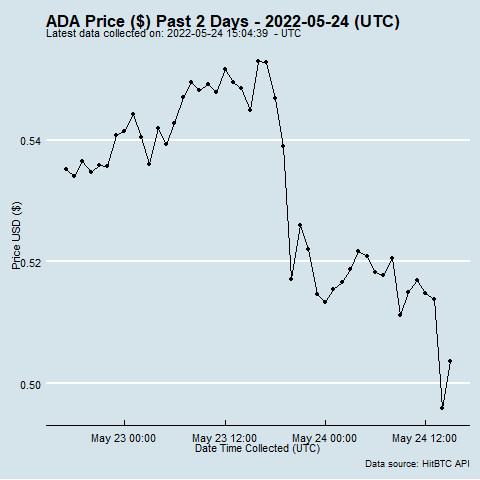 ADA Price ($) Past 2 Days - 2022-05-24 (UTC)
Latest data collected on: 2022-05-24 15:04:39  - UTC
0.54
Price USD ($)
0.52
0.50
May 23 00:00 May 23 12:00 May 24 00:00 May 24 12:00
Date Time Collected (UTC)
Data source: HitBTC API